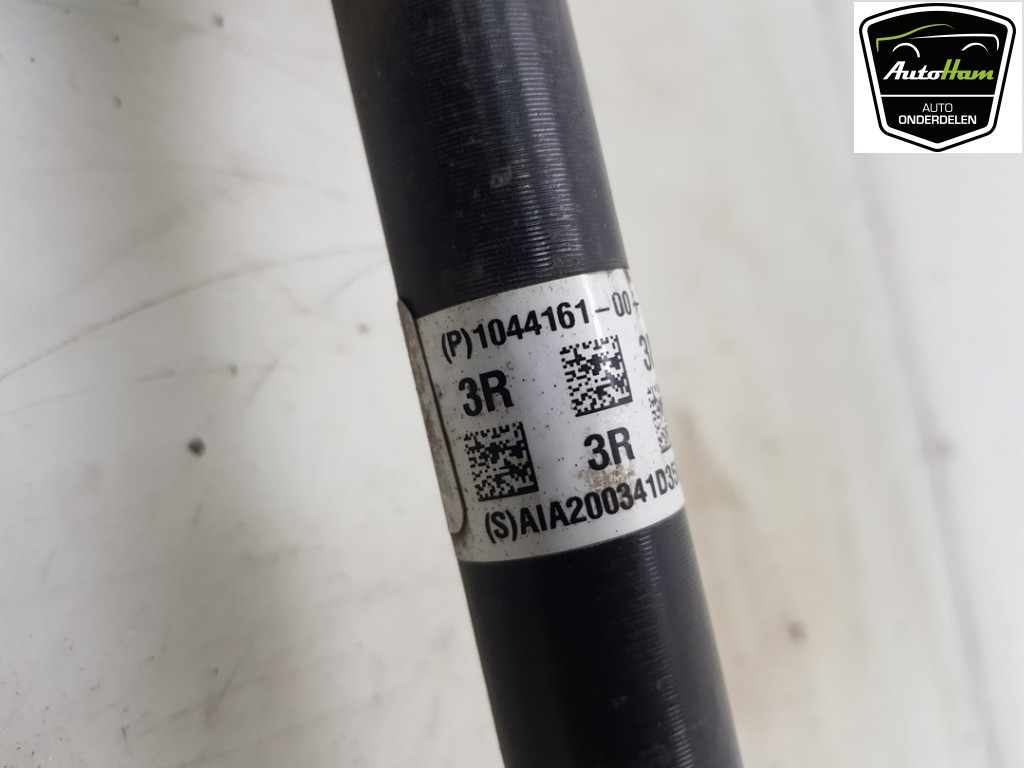 AutoHam
AUTO
ONDERDELEN
(P)1044161-00-
3R
3R
(S)AIA200341D35